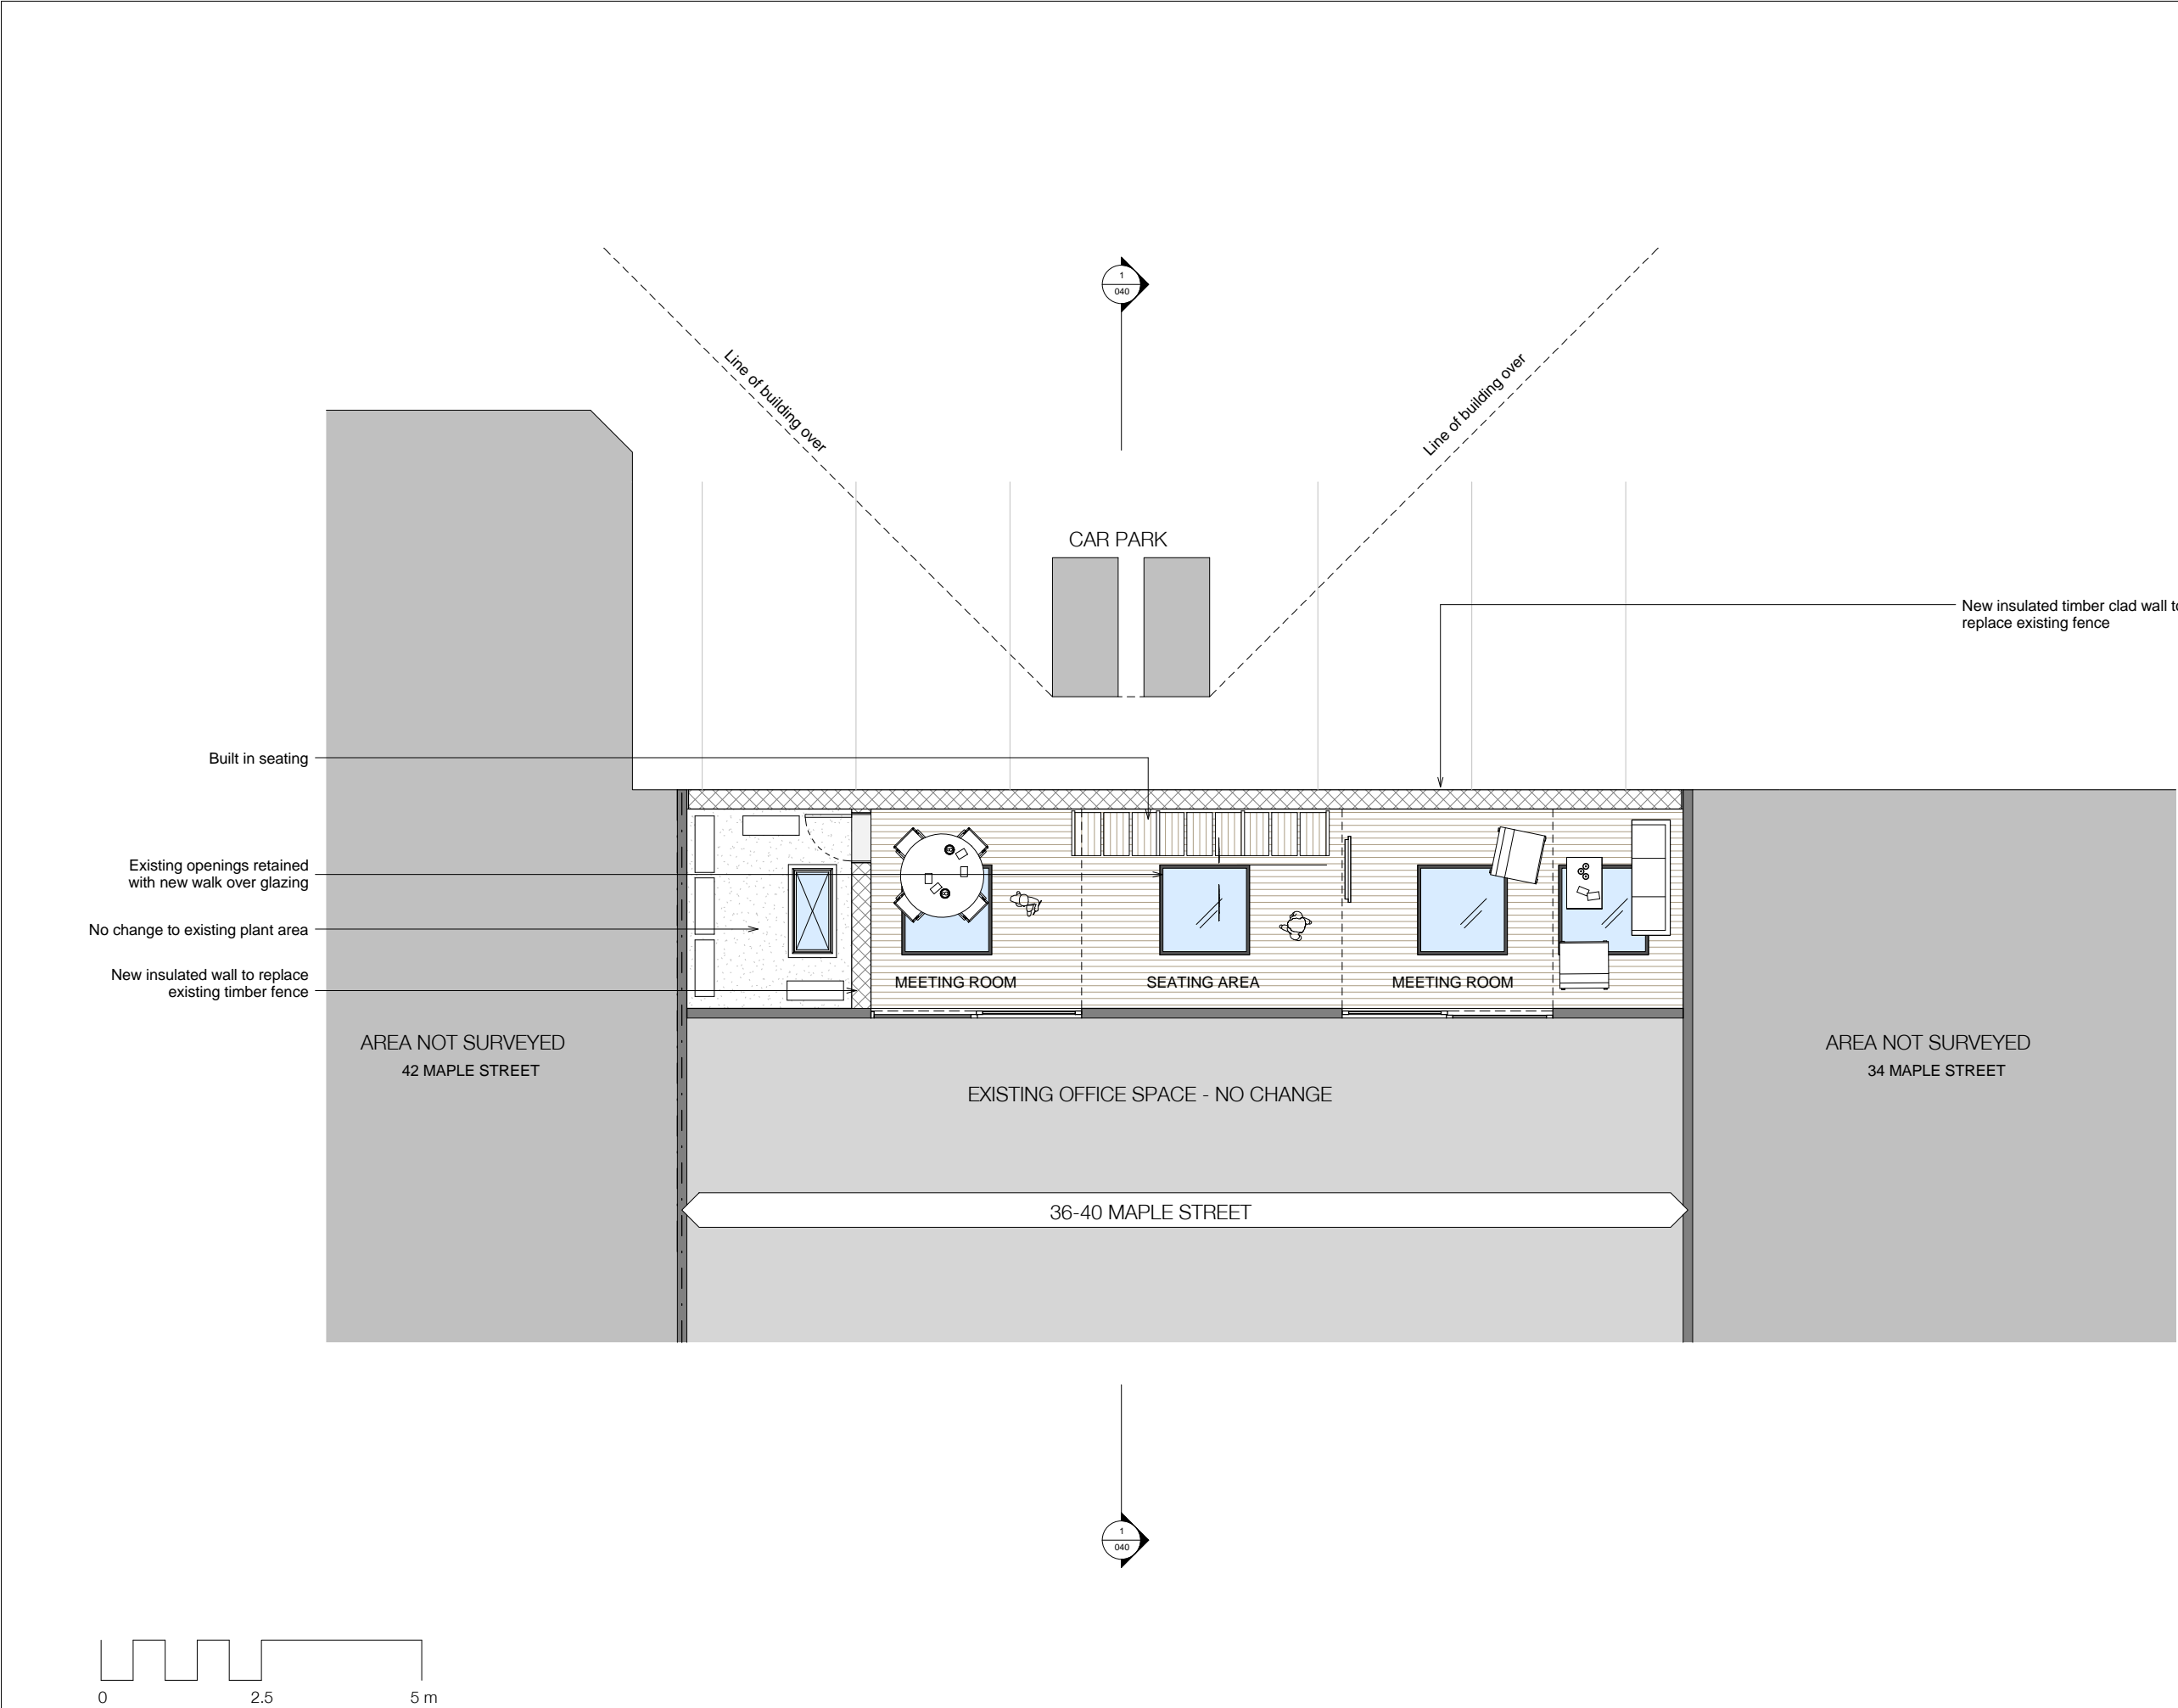 1
040
Line of building over
Line of building over
CAR PARK
New insulated timber clad wall to
replace existing fence
Built in seating
Existing openings retained
with new walk over glazing
No change to existing plant area
New insulated wall to replace
existing timber fence
MEETING ROOM
SEATING AREA
MEETING ROOM
AREA NOT SURVEYED
42 MAPLE STREET
AREA NOT SURVEYED
34 MAPLE STREET
EXISTING OFFICE SPACE - NO CHANGE
36-40 MAPLE STREET
1
040
0
2.5
5 m